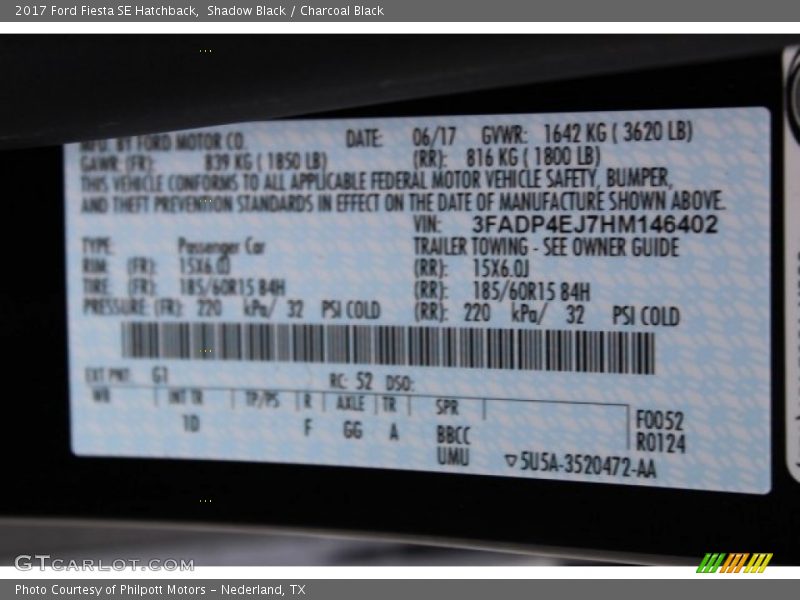 2017 Ford Fiesta SE Hatchback, Shadow Black / Charcoal Black
MFD. BY FORD MOTOR CO. DATE: 06/17 GVWR: 1642 KG ( 3620 LB)
GAWR (FR): 839 KG ( 1850 LB) (RR): 816 KG ( 1800 LB)
THIS VEHICLE CONFORMS TO ALL APPLICABLE FEDERAL MOTOR VEHICLE SAFETY, BUMPER,
AND THEFT PREVENTION STANDARDS IN EFFECT ON THE DATE OF MANUFACTURE SHOWN ABOVE.
VIN: 3FADP4EJ7HM146402
TYPE: Passenger Car TRAILER TOWING - SEE OWNER GUIDE
RIM (FR): 15X6.0J (RR): 15X6.0J
TIRE (FR): 185/60R15 84H (RR): 185/60R15 84H
PRESSURE (FR): 220 kPa/ 32 PSI COLD (RR): 220 kPa/ 32 PSI COLD
EXT PNT: G1 RC: 52 DSO:
WB INT TR TP/PS R AXLE TR SPR
1D F GG A BBCC F0052
UMU R0124
▽5U5A-3520472-AA
GTCARLOT.COM
Photo Courtesy of Philpott Motors - Nederland, TX